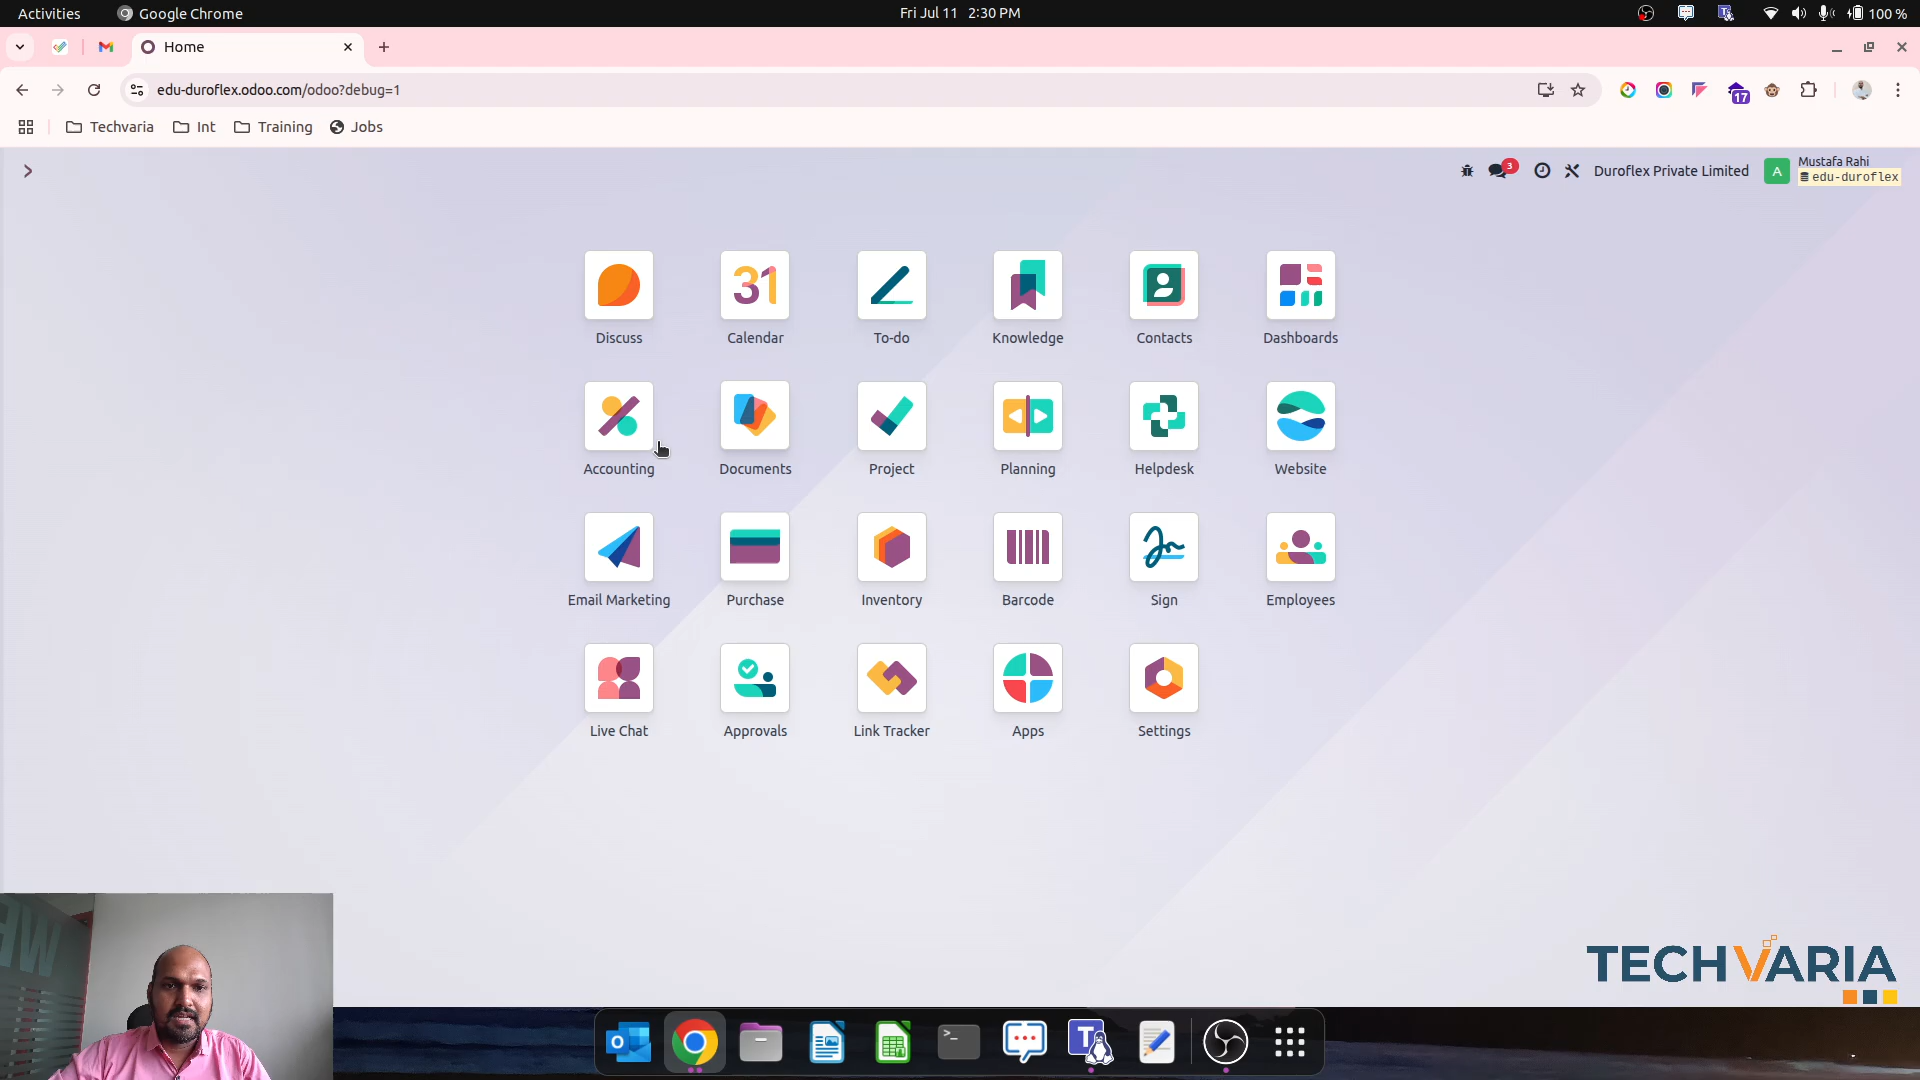 Activities
Google Chrome
Fri Jul 11 2:30 PM
100 %
Home
edu-duroflex.odoo.com/odoo?debug=1
17
Techvaria
Int
Training
Jobs
3
Duroflex Private Limited
A
Mustafa Rahi
edu-duroflex
31
Discuss
Calendar
To-do
Knowledge
Contacts
Dashboards
Accounting
Documents
Project
Planning
Helpdesk
Website
Email Marketing
Purchase
Inventory
Barcode
Sign
Employees
Live Chat
Approvals
Link Tracker
Apps
Settings
TECHVARIA